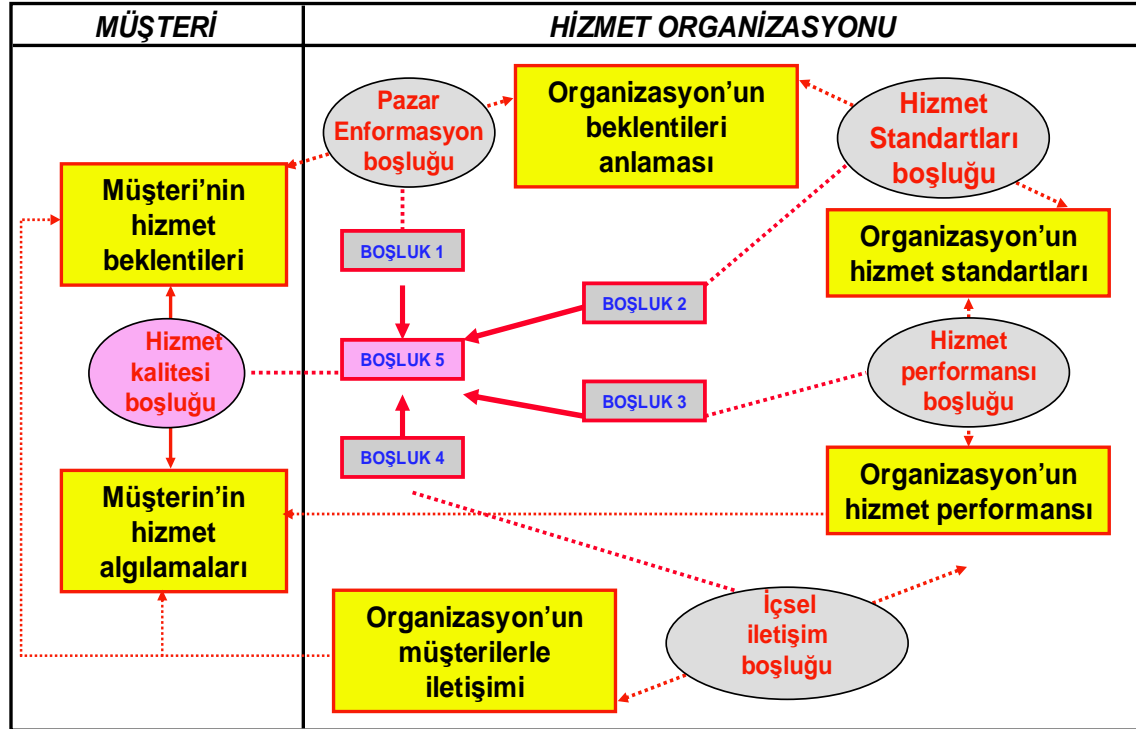 MÜŞTERİ
HİZMET ORGANİZASYONU
Pazar
Enformasyon
boşluğu
Organizasyon’un
beklentileri
anlaması
Hizmet
Standartları
boşluğu
Müşteri’nin
hizmet
beklentileri
BOŞLUK 1
Organizasyon’un
hizmet standartları
BOŞLUK 2
Hizmet
kalitesi
boşluğu
BOŞLUK 5
Hizmet
performansı
boşluğu
BOŞLUK 3
BOŞLUK 4
Müşterin’in
hizmet
algılamaları
Organizasyon’un
hizmet performansı
Organizasyon’un
müşterilerle
iletişimi
İçsel
iletişim
boşluğu